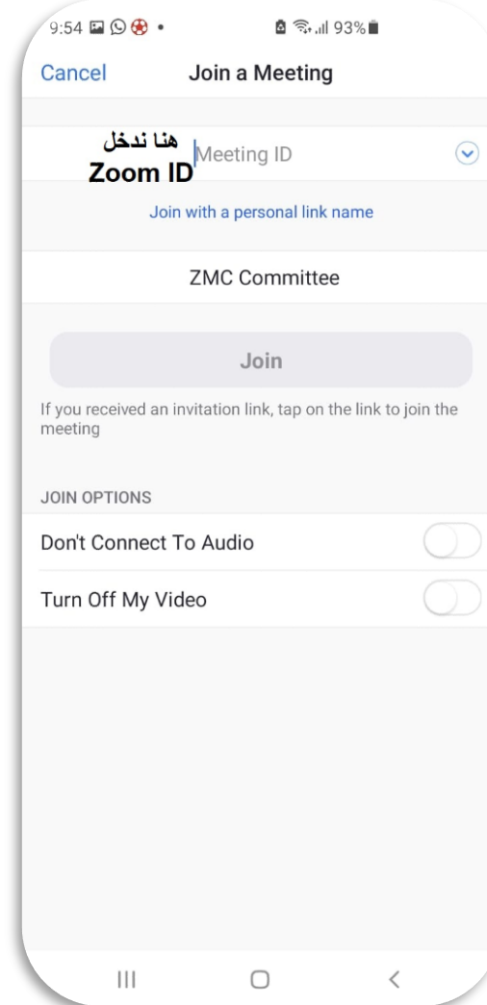 9:54 93%
Cancel Join a Meeting
هنا ندخل
Zoom ID
Meeting ID
Join with a personal link name
ZMC Committee
Join
If you received an invitation link, tap on the link to join the
meeting
JOIN OPTIONS
Don't Connect To Audio
Turn Off My Video